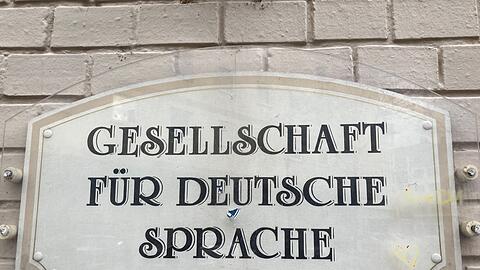 GESELLSCHAFT
FÜR DEUTSCHE
SPRACHE